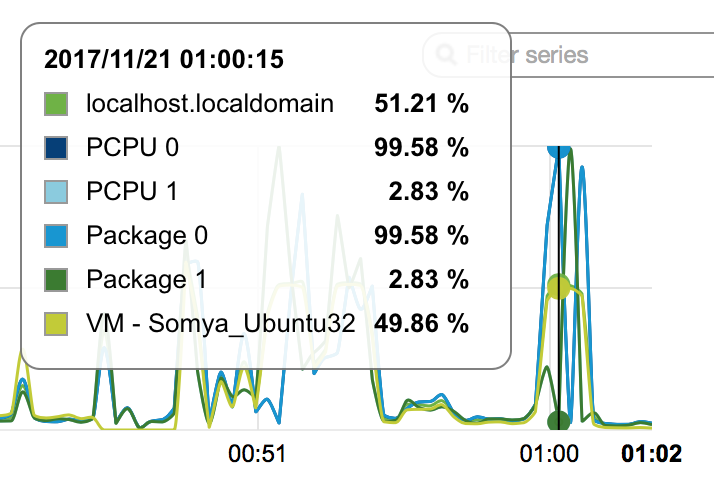 2017/11/21 01:00:15
Filter series
localhost.localdomain 51.21 %
PCPU 0 99.58 %
PCPU 1 2.83 %
Package 0 99.58 %
Package 1 2.83 %
VM - Somya_Ubuntu32 49.86 %
00:51 01:00 01:02